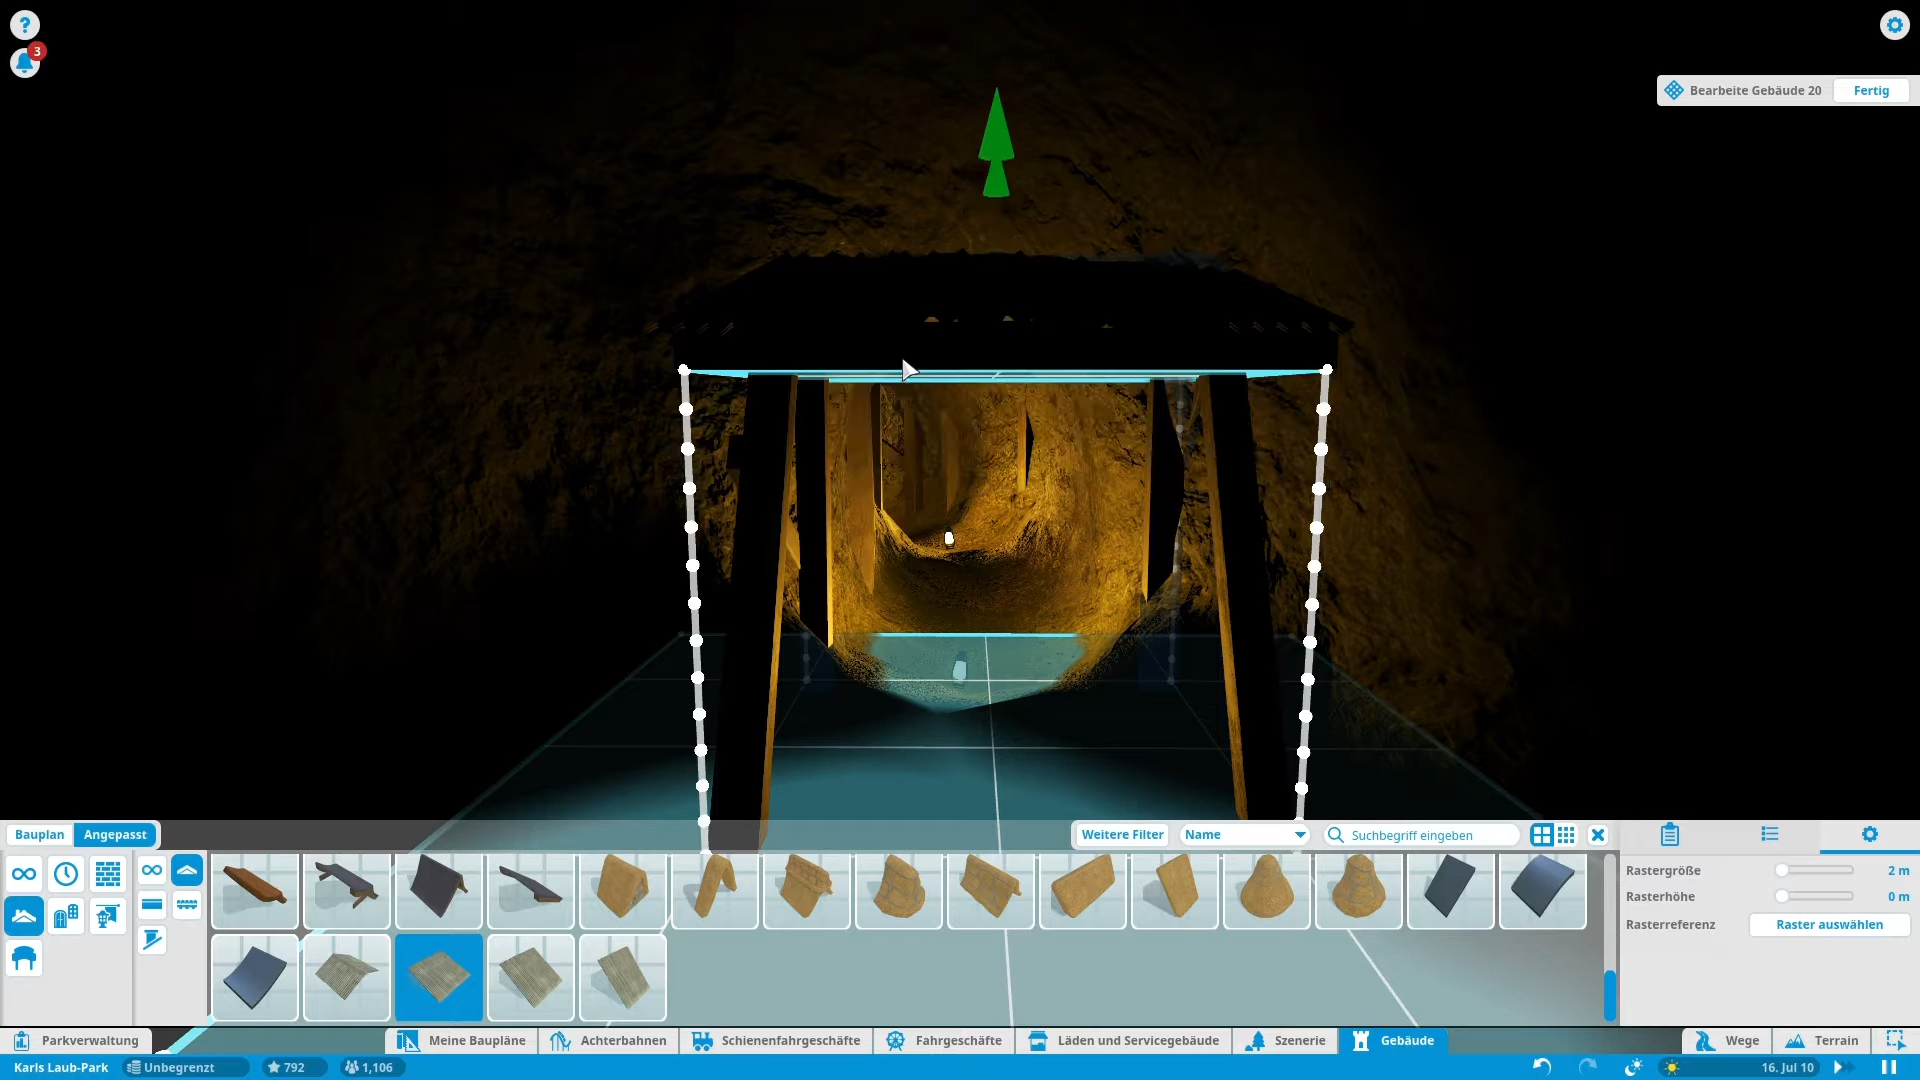 ?
3
Bearbeite Gebäude 20
Fertig
Bauplan
Angepasst
Weitere Filter
Name
Suchbegriff eingeben
Rastergröße
2 m
Rasterhöhe
0 m
Rasterreferenz
Raster auswählen
Parkverwaltung
Meine Baupläne
Achterbahnen
Schienenfahrgeschäfte
Fahrgeschäfte
Läden und Servicegebäude
Szenerie
Gebäude
Wege
Terrain
Karls Laub-Park
Unbegrenzt
792
1,106
16. Jul 10